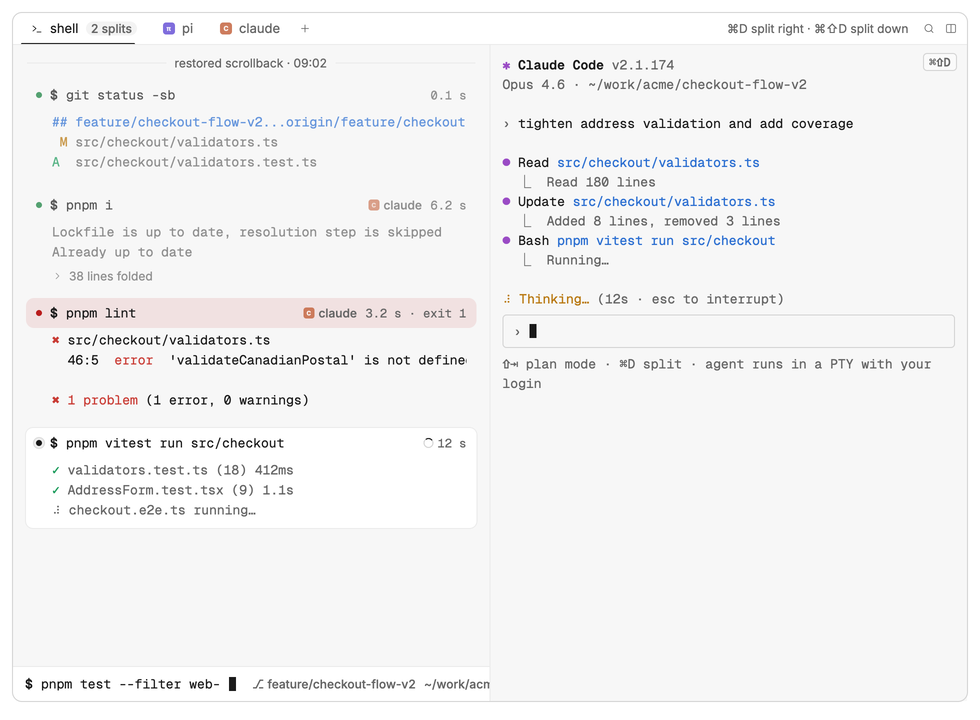 >_ shell 2 splits π pi C claude + ⌘D split right · ⌘⇧D split down
restored scrollback · 09:02
$ git status -sb 0.1 s
## feature/checkout-flow-v2...origin/feature/checkout
M src/checkout/validators.ts
A src/checkout/validators.test.ts
$ pnpm i C claude 6.2 s
Lockfile is up to date, resolution step is skipped
Already up to date
› 38 lines folded
$ pnpm lint C claude 3.2 s · exit 1
✖ src/checkout/validators.ts
46:5 error 'validateCanadianPostal' is not define
✖ 1 problem (1 error, 0 warnings)
$ pnpm vitest run src/checkout 12 s
✓ validators.test.ts (18) 412ms
✓ AddressForm.test.tsx (9) 1.1s
⠼ checkout.e2e.ts running…
$ pnpm test --filter web- ⎇ feature/checkout-flow-v2 ~/work/acm
⌘⇧D
✱ Claude Code v2.1.174
Opus 4.6 · ~/work/acme/checkout-flow-v2
› tighten address validation and add coverage
● Read src/checkout/validators.ts
⎿ Read 180 lines
● Update src/checkout/validators.ts
⎿ Added 8 lines, removed 3 lines
● Bash pnpm vitest run src/checkout
⎿ Running…
⠼ Thinking… (12s · esc to interrupt)
›
⇧⇥ plan mode · ⌘D split · agent runs in a PTY with your
login